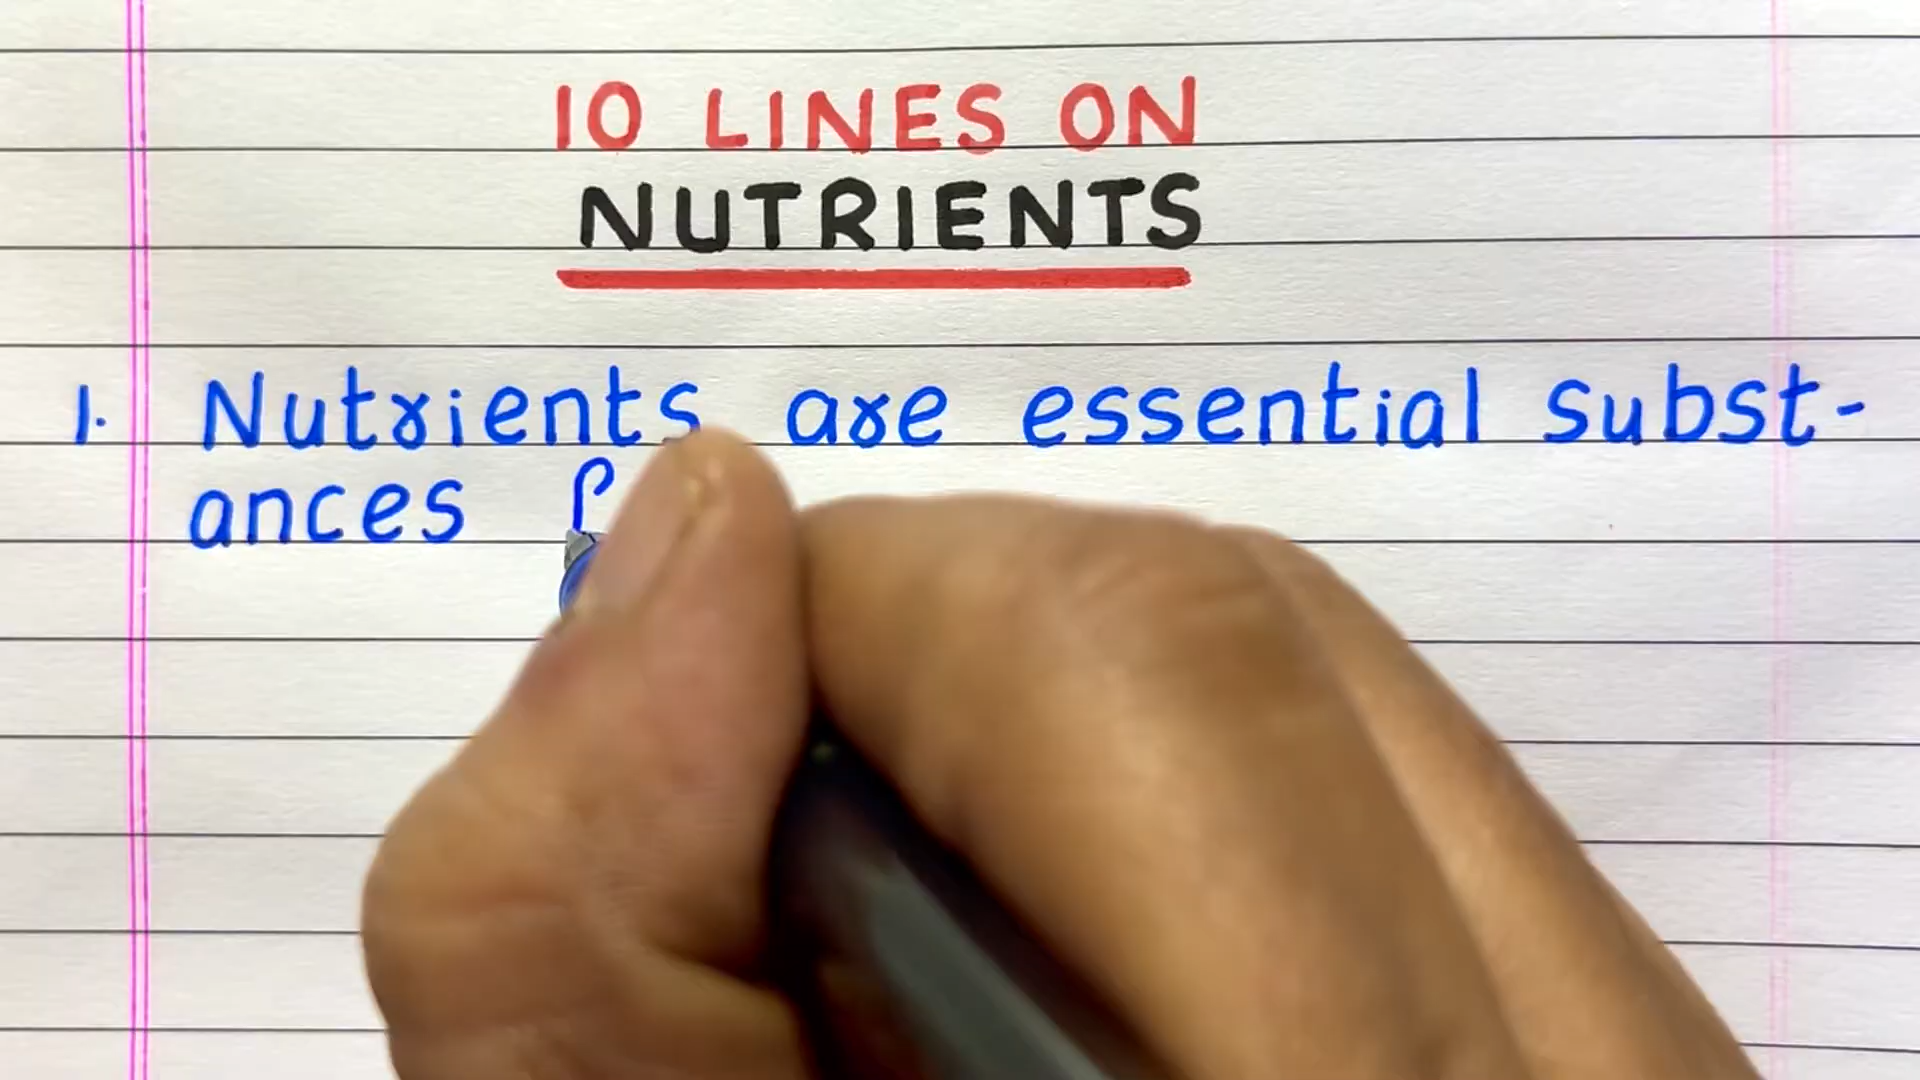 10 LINES ON
NUTRIENTS
1. Nutrients are essential subst-
ances